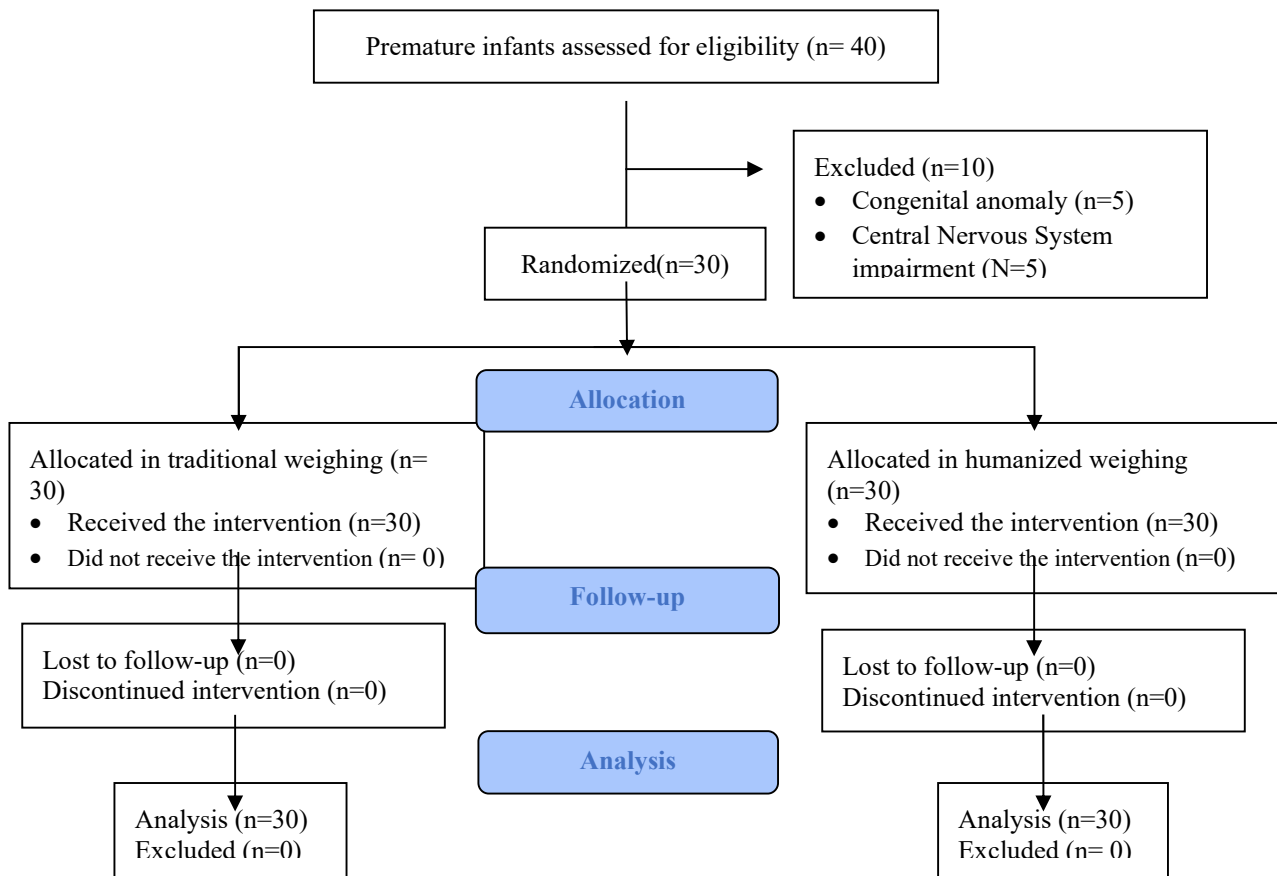 Premature infants assessed for eligibility (n= 40)
Excluded (n=10)
• Congenital anomaly (n=5)
• Central Nervous System
impairment (N=5)
Randomized(n=30)
Allocation
Allocated in traditional weighing (n=
30)
• Received the intervention (n=30)
• Did not receive the intervention (n= 0)
Allocated in humanized weighing
(n=30)
• Received the intervention (n=30)
• Did not receive the intervention (n=0)
Follow-up
Lost to follow-up (n=0)
Discontinued intervention (n=0)
Lost to follow-up (n=0)
Discontinued intervention (n=0)
Analysis
Analysis (n=30)
Excluded (n=0)
Analysis (n=30)
Excluded (n= 0)